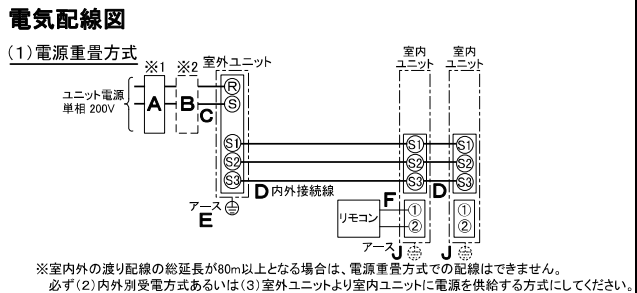 電気配線図
(1)電源重畳方式
※1 ※2 室外ユニット
室内
ユニット
室内
ユニット
ユニット電源
単相 200V
A
B
C
R
S
S1
S2
S3
S1
S2
S3
S1
S2
S3
D 内外接続線
D
アース
E
F
リモコン
①
②
①
②
アース J
J
※室内外の渡り配線の総延長が80m以上となる場合は、電源重畳方式での配線はできません。
必ず(2)内外別受電方式あるいは(3)室外ユニットより室内ユニットに電源を供給する方式にしてください。